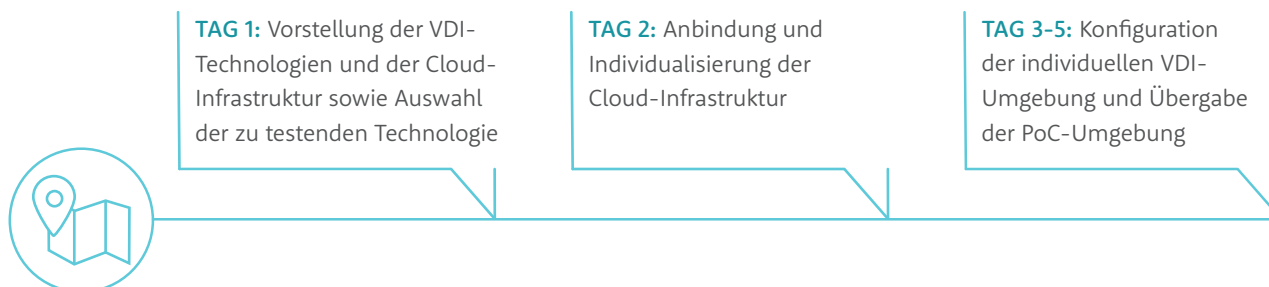 TAG 1: Vorstellung der VDI-
Technologien und der Cloud-
Infrastruktur sowie Auswahl
der zu testenden Technologie
TAG 2: Anbindung und
Individualisierung der
Cloud-Infrastruktur
TAG 3-5: Konfiguration
der individuellen VDI-
Umgebung und Übergabe
der PoC-Umgebung